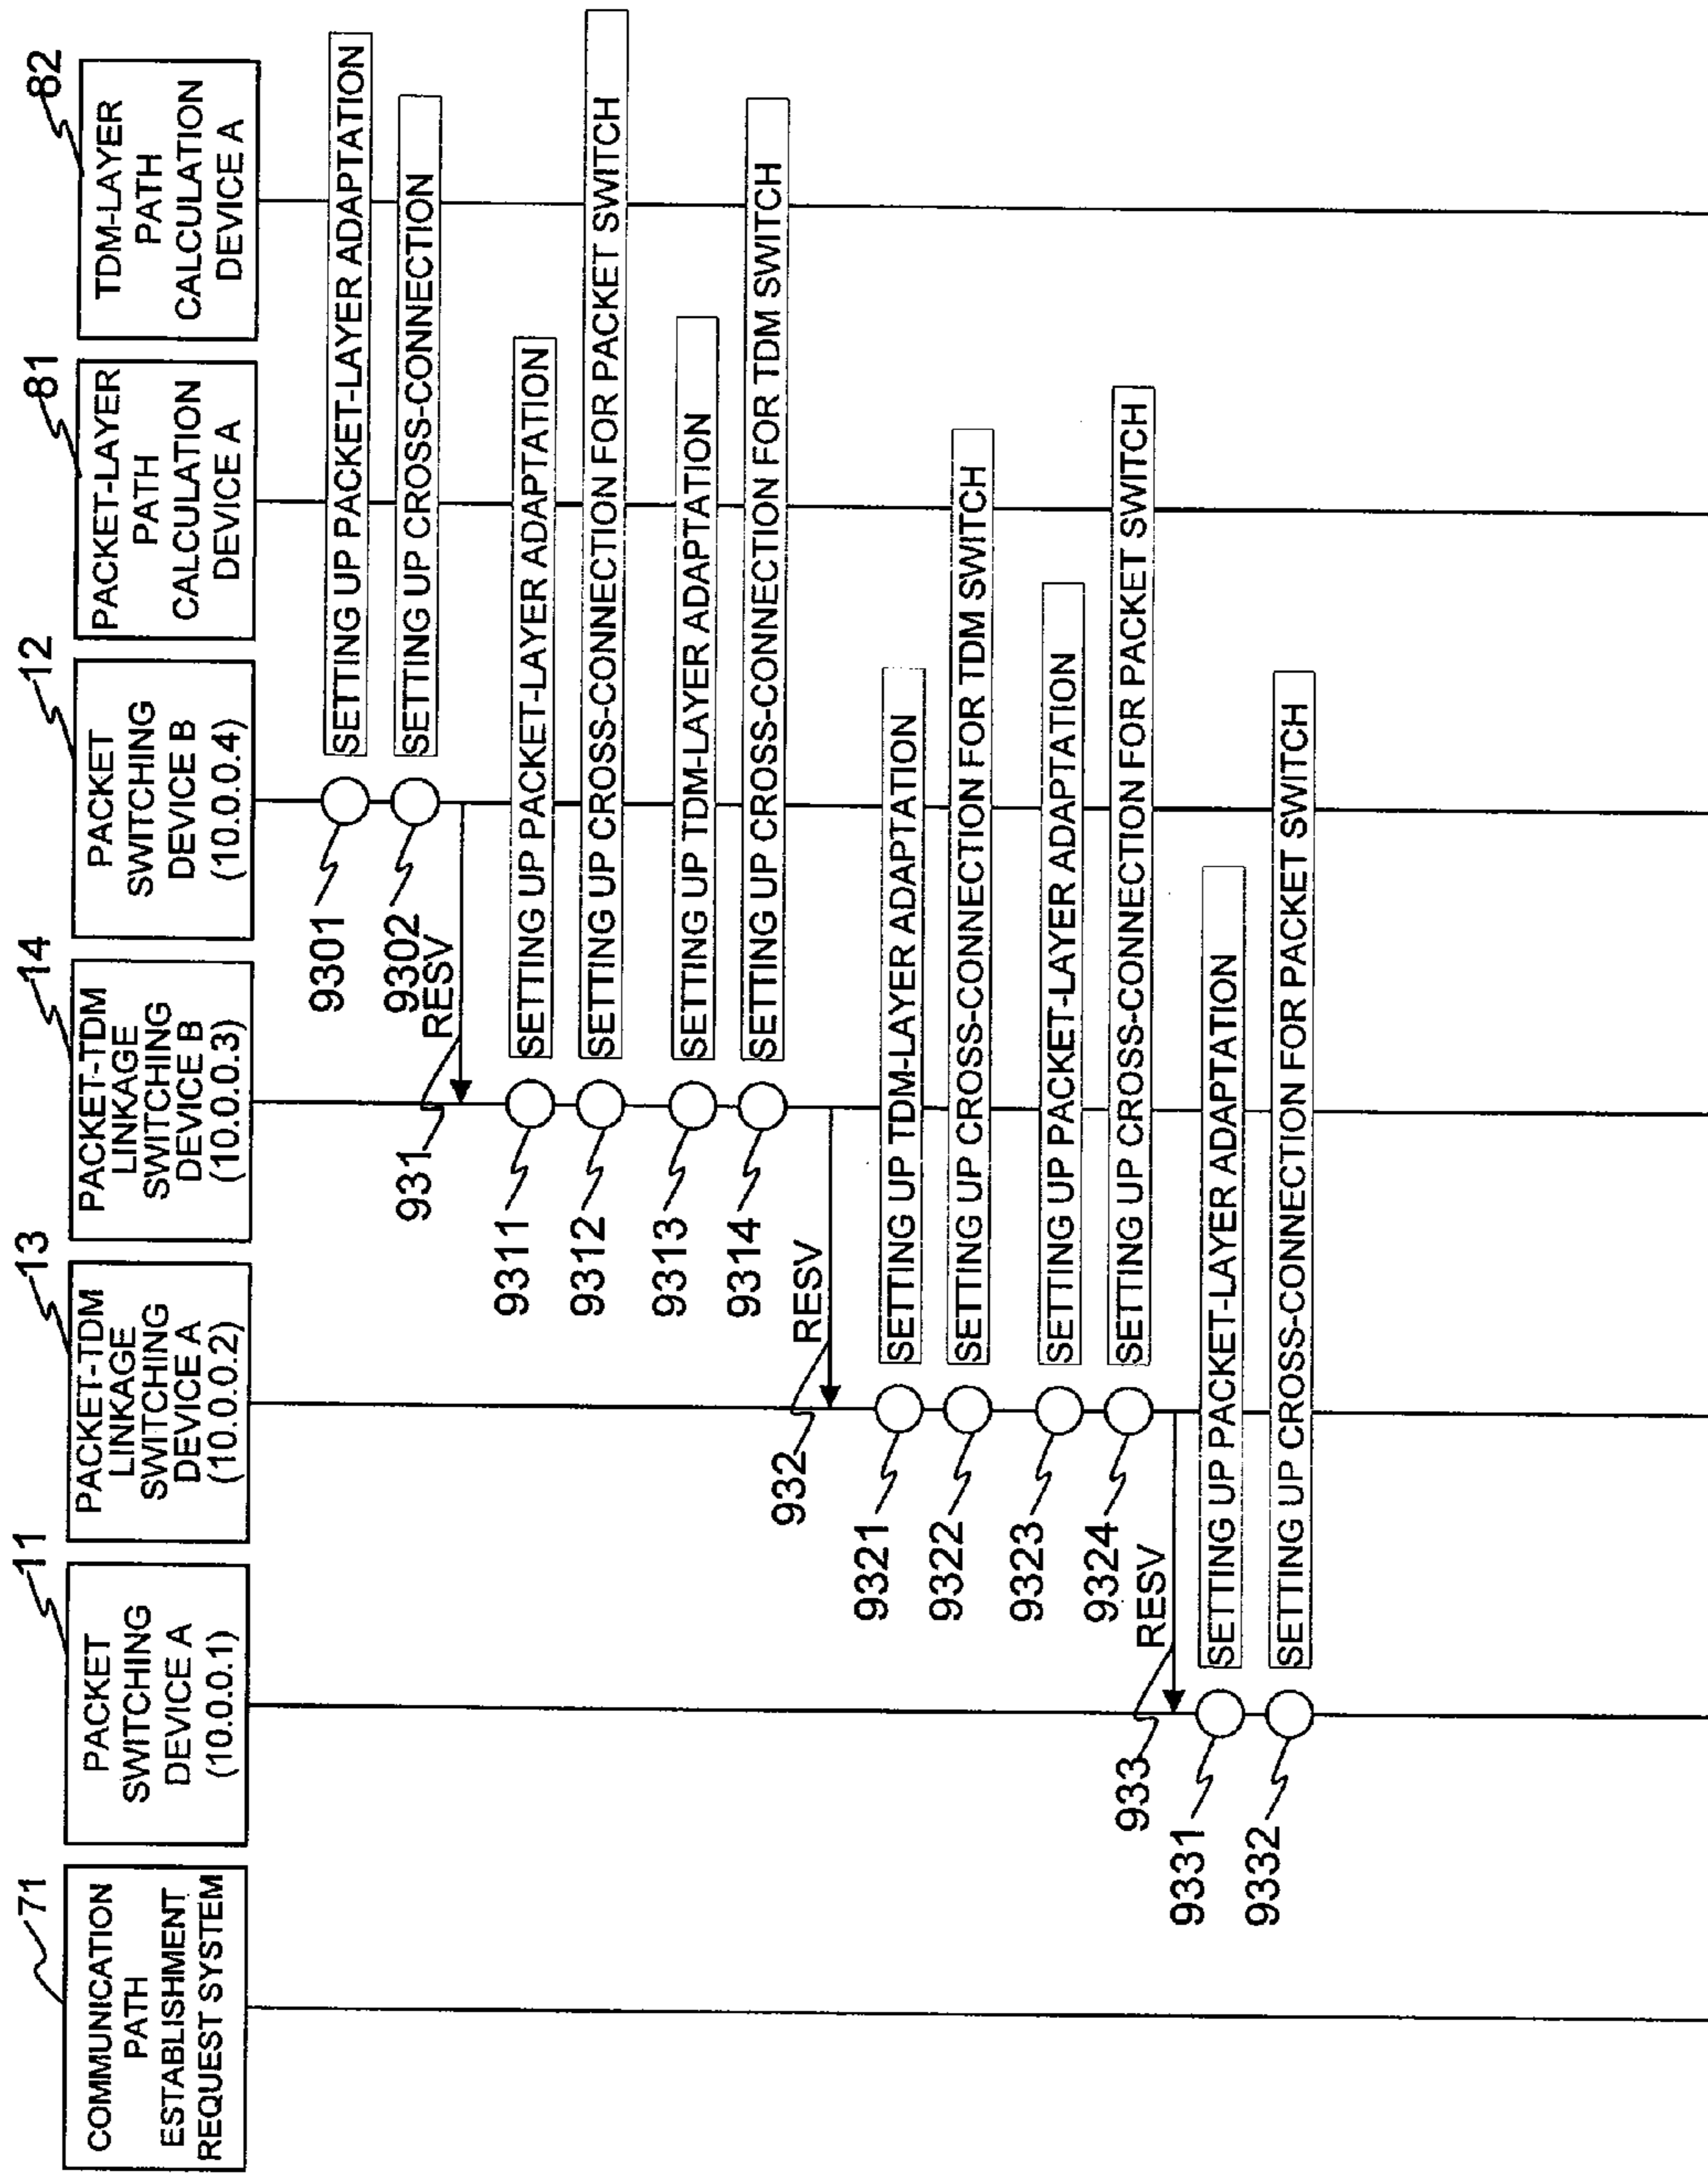 71
COMMUNICATION
PATH
ESTABLISHMENT
REQUEST SYSTEM
11
PACKET
SWITCHING
DEVICE A
(10.0.0.1)
13
PACKET-TDM
LINKAGE
SWITCHING
DEVICE A
(10.0.0.2)
14
PACKET-TDM
LINKAGE
SWITCHING
DEVICE B
(10.0.0.3)
12
PACKET
SWITCHING
DEVICE B
(10.0.0.4)
81
PACKET-LAYER
PATH
CALCULATION
DEVICE A
82
TDM-LAYER
PATH
CALCULATION
DEVICE A
9301
SETTING UP PACKET-LAYER ADAPTATION
9302
SETTING UP CROSS-CONNECTION
931
RESV
9311
SETTING UP PACKET-LAYER ADAPTATION
9312
SETTING UP CROSS-CONNECTION FOR PACKET SWITCH
9313
SETTING UP TDM-LAYER ADAPTATION
9314
SETTING UP CROSS-CONNECTION FOR TDM SWITCH
932
RESV
9321
SETTING UP TDM-LAYER ADAPTATION
9322
SETTING UP CROSS-CONNECTION FOR TDM SWITCH
9323
SETTING UP PACKET-LAYER ADAPTATION
9324
SETTING UP CROSS-CONNECTION FOR PACKET SWITCH
933
RESV
9331
SETTING UP PACKET-LAYER ADAPTATION
9332
SETTING UP CROSS-CONNECTION FOR PACKET SWITCH